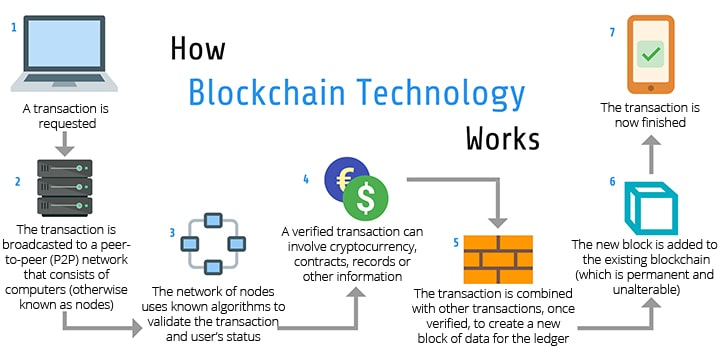 How
Blockchain Technology
Works
1
A transaction is
requested
2
The transaction is
broadcasted to a peer-
to-peer (P2P) network
that consists of
computers (otherwise
known as nodes)
3
The network of nodes
uses known algorithms to
validate the transaction
and user's status
4
€
$
A verified transaction can
involve cryptocurrency,
contracts, records or
other information
5
The transaction is combined
with other transactions, once
verified, to create a new
block of data for the ledger
6
The new block is added to
the existing blockchain
(which is permanent and
unalterable)
7
The transaction is
now finished